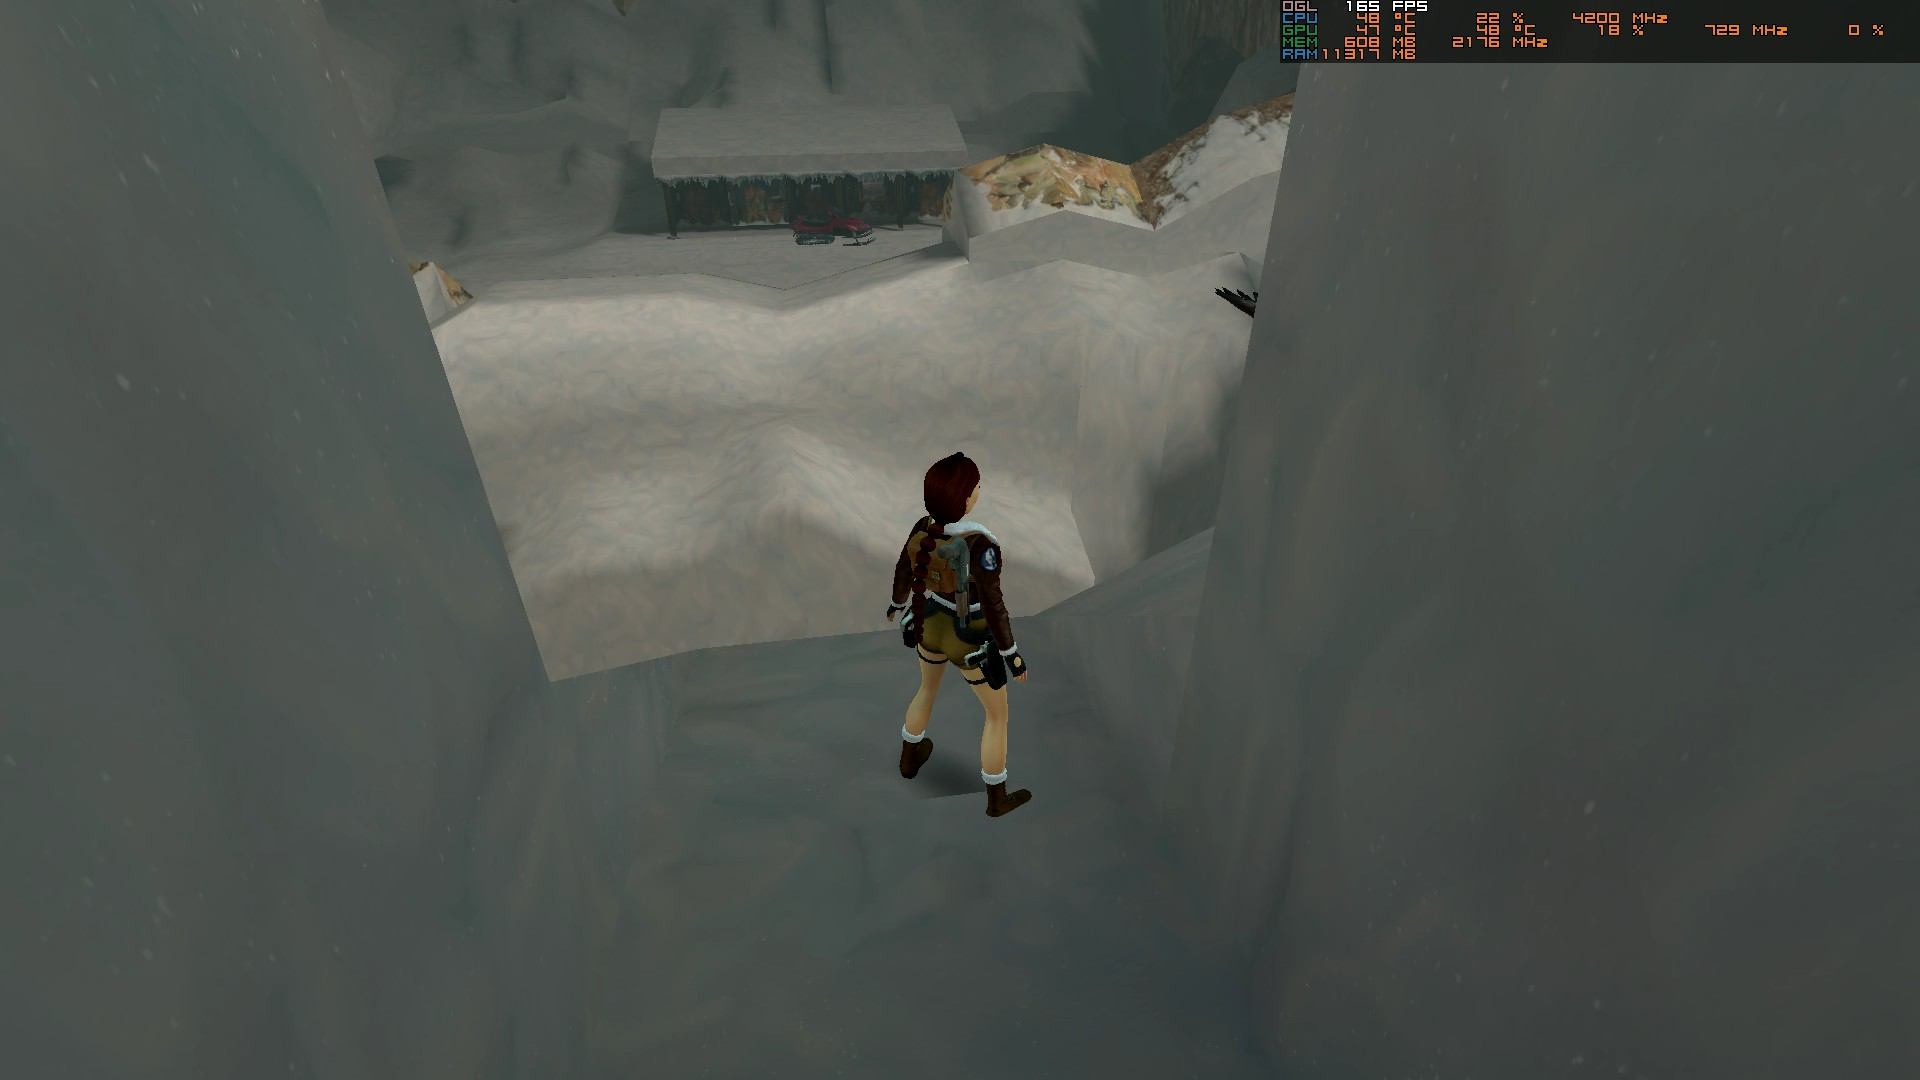 OGL 165 FPS
CPU 48 °C 22 % 4200 MHz
GPU 47 °C 48 °C 18 % 729 MHz 0 %
MEM 608 MB 2176 MHz
RAM 11317 MB